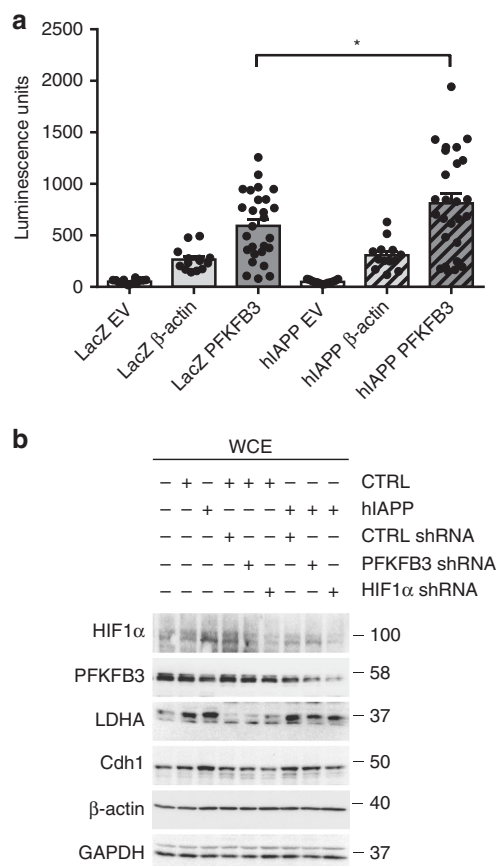 a
Luminescence units
2500
2000
1500
1000
500
0
*
LacZ EV
LacZ β-actin
LacZ PFKFB3
hIAPP EV
hIAPP β-actin
hIAPP PFKFB3
b
WCE
– + – + + + – – – CTRL
– – + – – – + + + hIAPP
– – – + – – + – – CTRL shRNA
– – – – + – – + – PFKFB3 shRNA
– – – – – + – – + HIF1α shRNA
HIF1α – 100
PFKFB3 – 58
LDHA – 37
Cdh1 – 50
β-actin – 40
GAPDH – 37